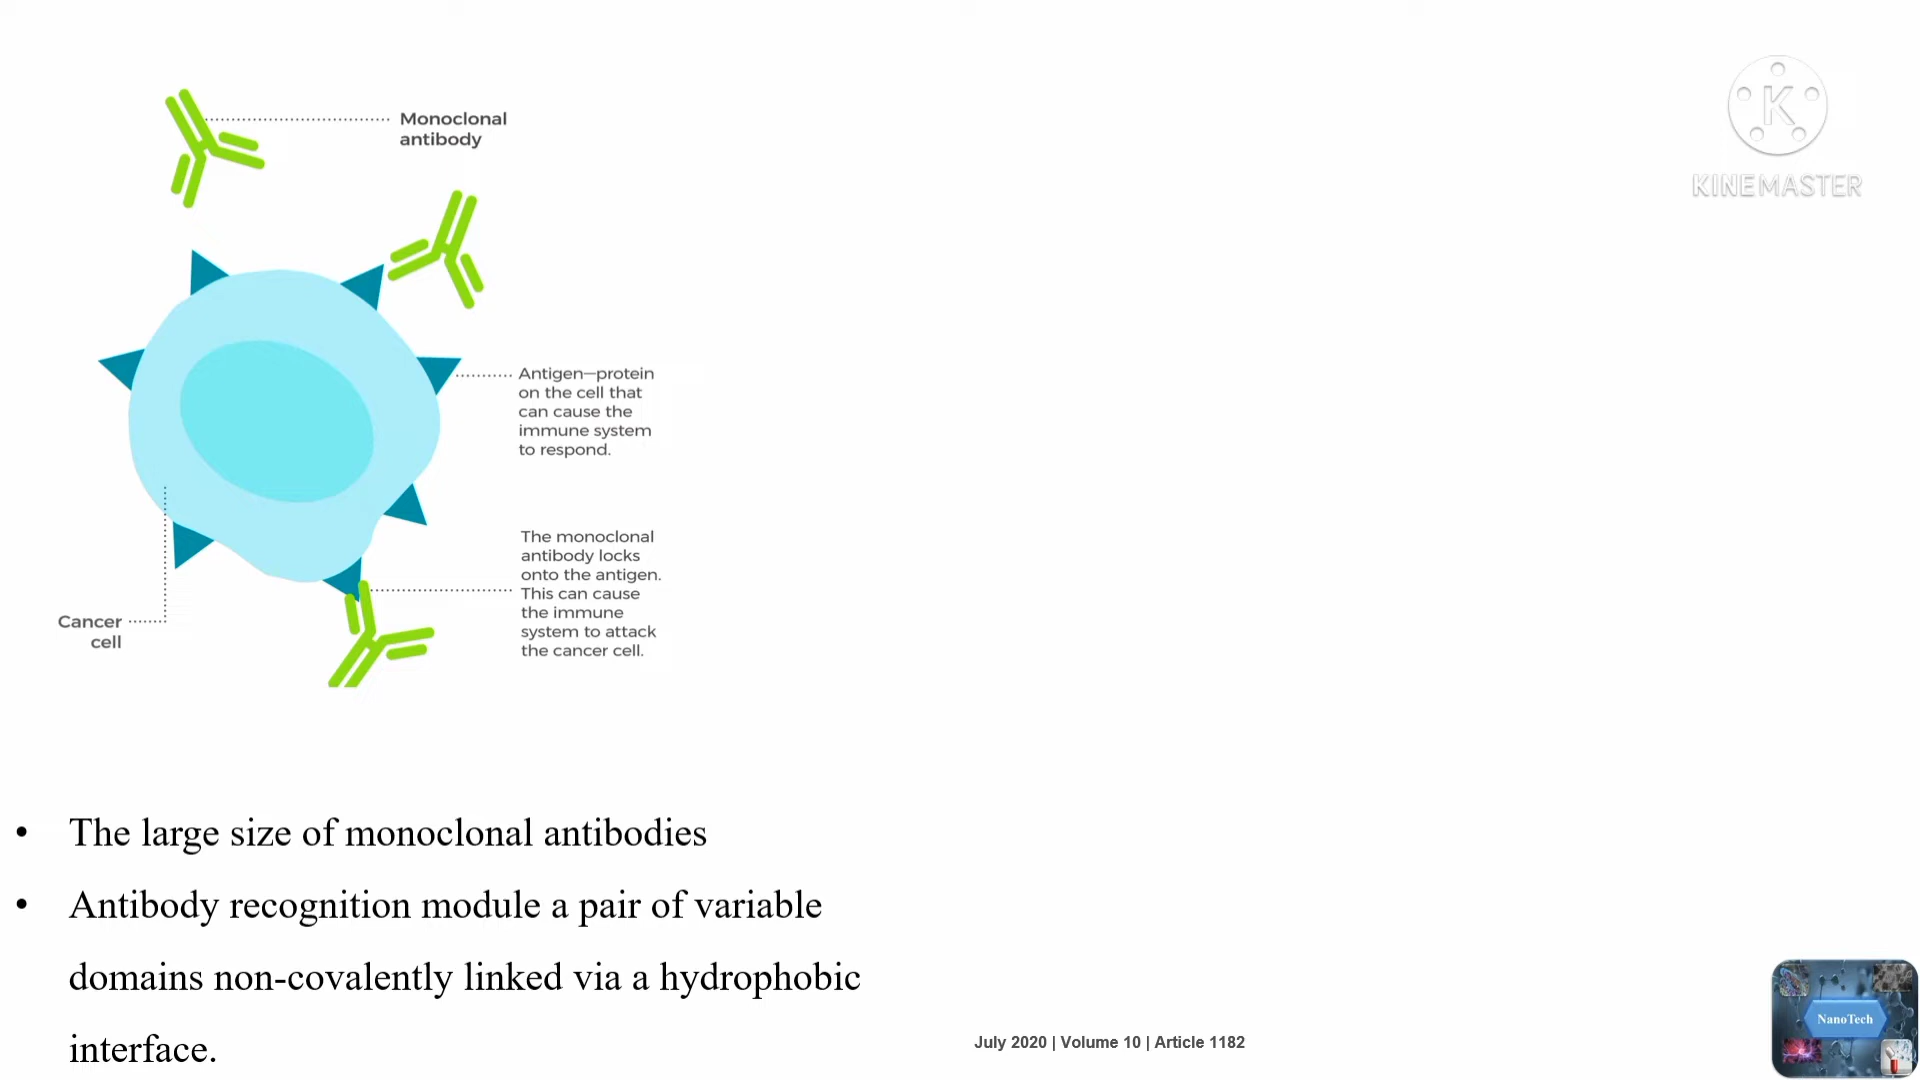 Monoclonal
antibody
Antigen—protein
on the cell that
can cause the
immune system
to respond.
The monoclonal
antibody locks
onto the antigen.
This can cause
the immune
system to attack
the cancer cell.
Cancer
cell
• The large size of monoclonal antibodies
• Antibody recognition module a pair of variable
domains non-covalently linked via a hydrophobic
interface.
July 2020 | Volume 10 | Article 1182
K
KINEMASTER
NanoTech